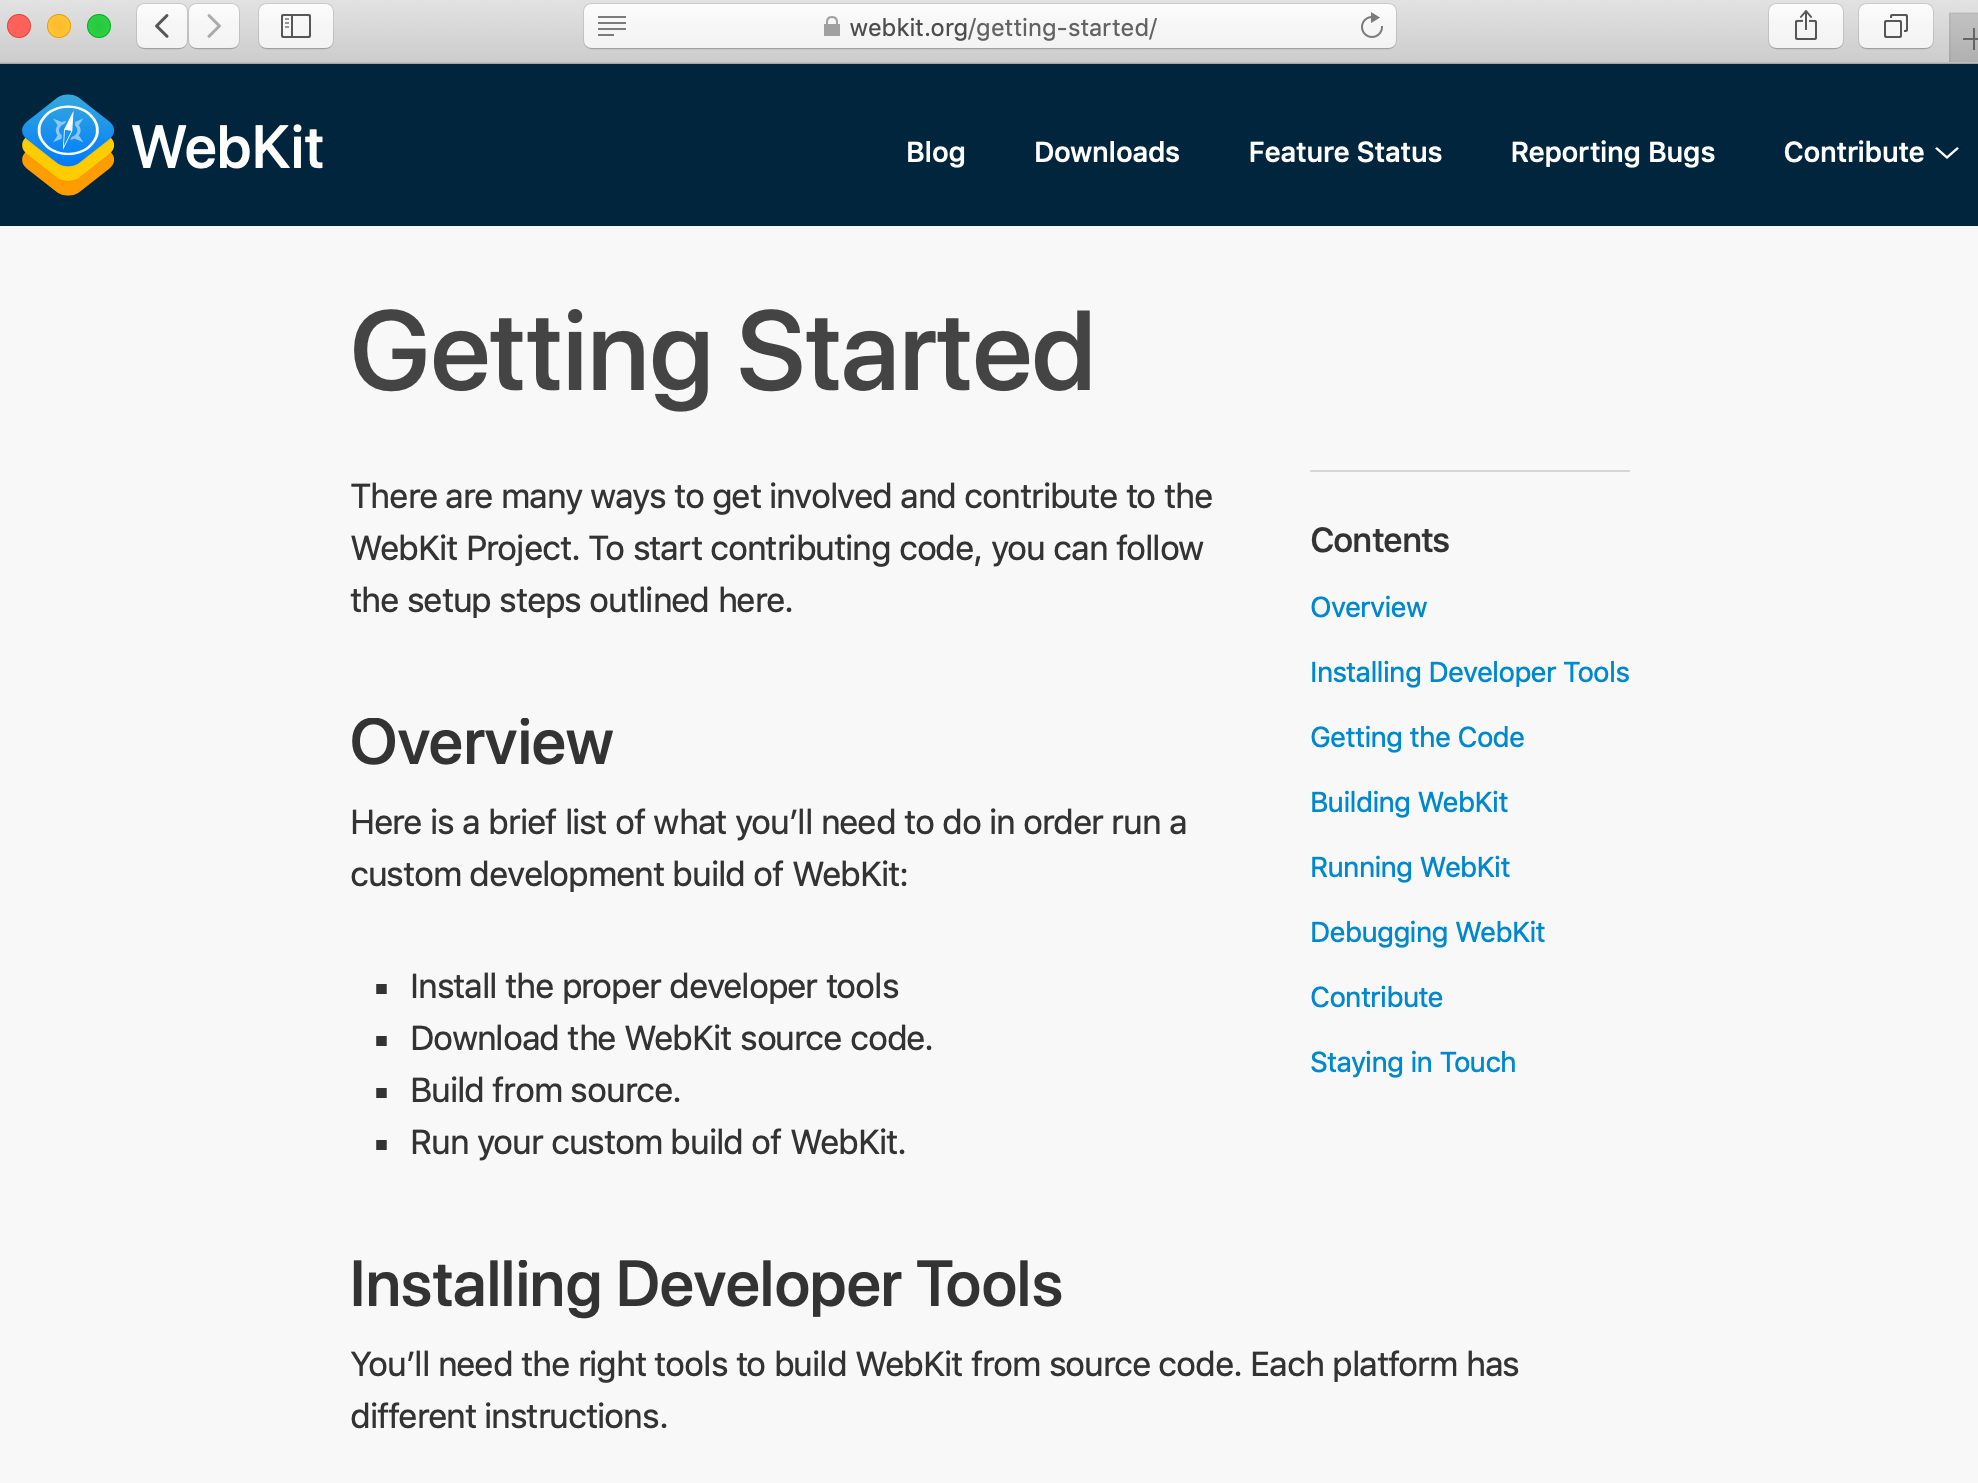 webkit.org/getting-started/
WebKit
Blog
Downloads
Feature Status
Reporting Bugs
Contribute
Getting Started
There are many ways to get involved and contribute to the
WebKit Project. To start contributing code, you can follow
the setup steps outlined here.
Contents
Overview
Installing Developer Tools
Getting the Code
Building WebKit
Running WebKit
Debugging WebKit
Contribute
Staying in Touch
Overview
Here is a brief list of what you’ll need to do in order run a
custom development build of WebKit:
Install the proper developer tools
Download the WebKit source code.
Build from source.
Run your custom build of WebKit.
Installing Developer Tools
You’ll need the right tools to build WebKit from source code. Each platform has
different instructions.